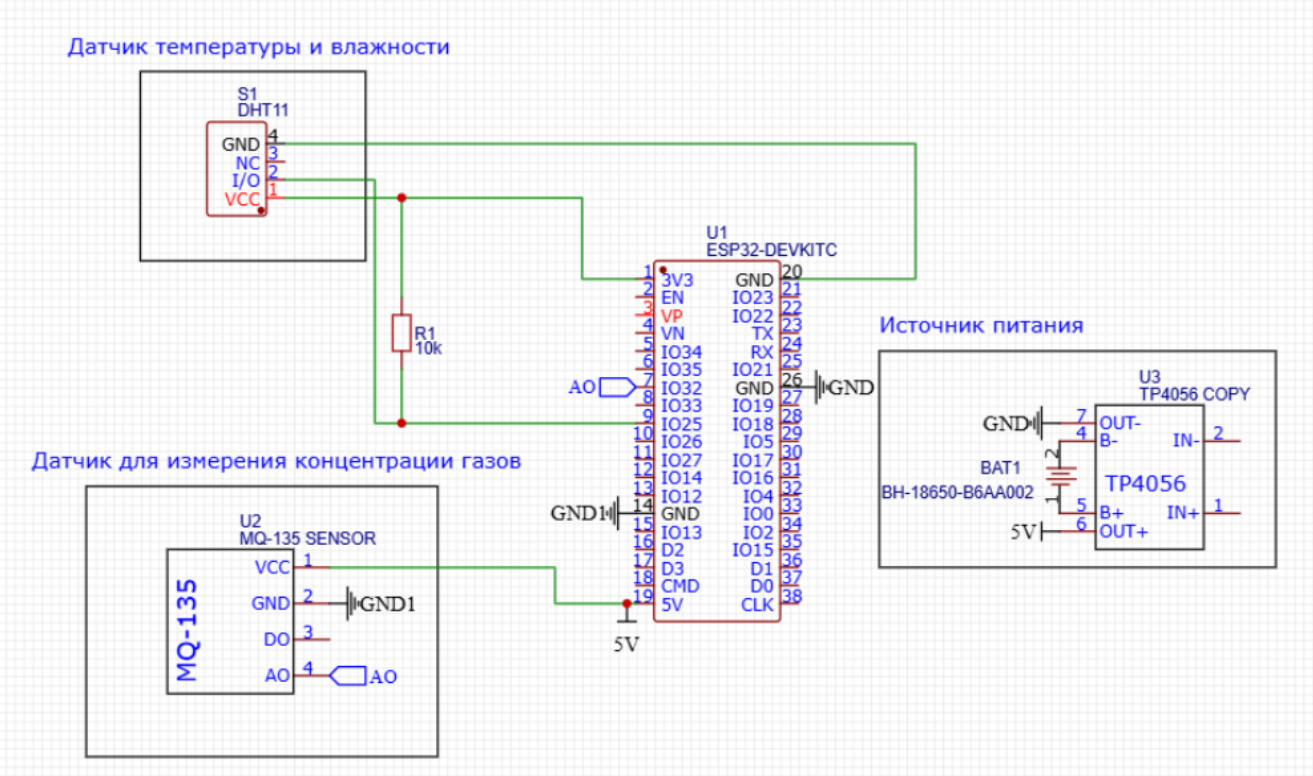 Датчик температуры и влажности
S1
DHT11
GND 4
NC 3
I/O 2
VCC 1
R1
10k
U1
ESP32-DEVKITC
1 3V3 GND 20
2 EN IO23 21
3 VP IO22 22
4 VN TX 23
5 IO34 RX 24
6 IO35 IO21 25
AO 7 IO32 GND 26 GND
8 IO33 IO19 27
9 IO25 IO18 28
10 IO26 IO5 29
11 IO27 IO17 30
12 IO14 IO16 31
13 IO12 IO4 32
GND1 14 GND IO0 33
15 IO13 IO2 34
16 D2 IO15 35
17 D3 D1 36
18 CMD D0 37
19 5V CLK 38
5V
Источник питания
U3
TP4056 COPY
GND 7 OUT-
4 B- IN- 2
2
BAT1
BH-18650-B6AA002
1
TP4056
5 B+ IN+ 1
5V 6 OUT+
Датчик для измерения концентрации газов
U2
MQ-135 SENSOR
MQ-135
VCC 1
GND 2 GND1
DO 3
AO 4 AO